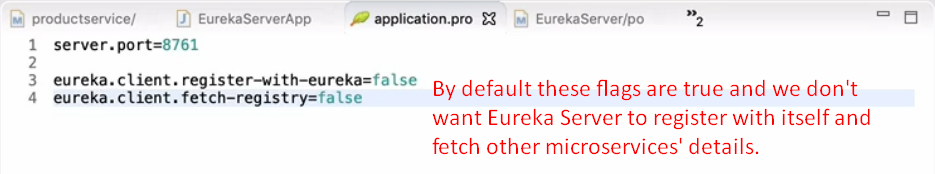 productservice/ EurekaServerApp application.pro EurekaServer/po »2
1 server.port=8761
2
3 eureka.client.register-with-eureka=false
4 eureka.client.fetch-registry=false
By default these flags are true and we don't
want Eureka Server to register with itself and
fetch other microservices' details.